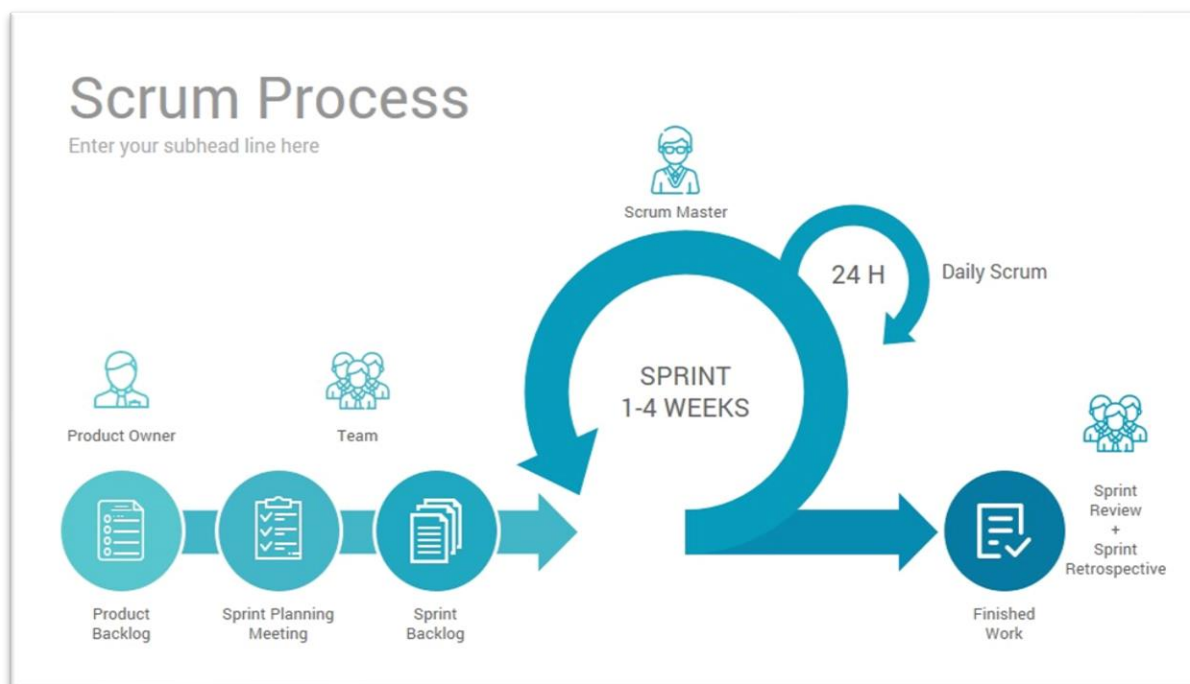 Scrum Process
Enter your subhead line here
Scrum Master
24 H
Daily Scrum
SPRINT
1-4 WEEKS
Product Owner
Team
Product
Backlog
Sprint Planning
Meeting
Sprint
Backlog
Finished
Work
Sprint
Review
+
Sprint
Retrospective